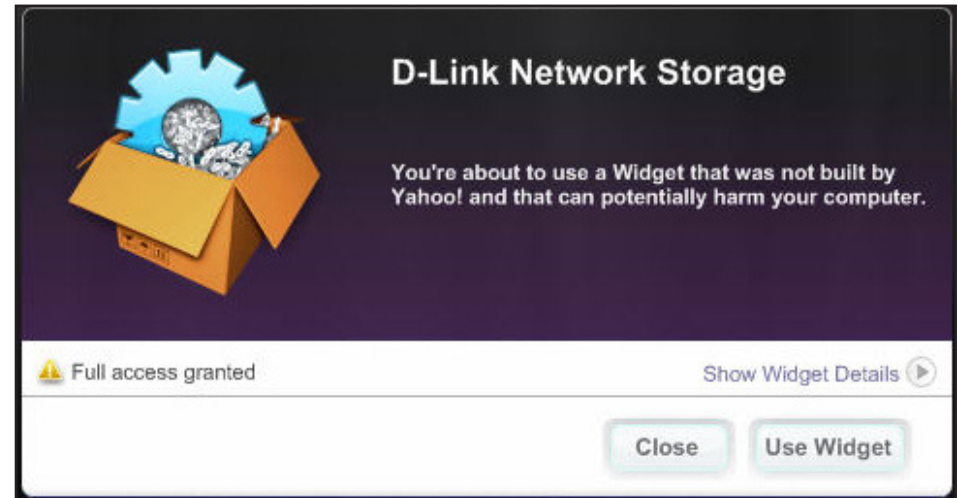 D-Link Network Storage
You're about to use a Widget that was not built by
Yahoo! and that can potentially harm your computer.
Full access granted
Show Widget Details
Close
Use Widget